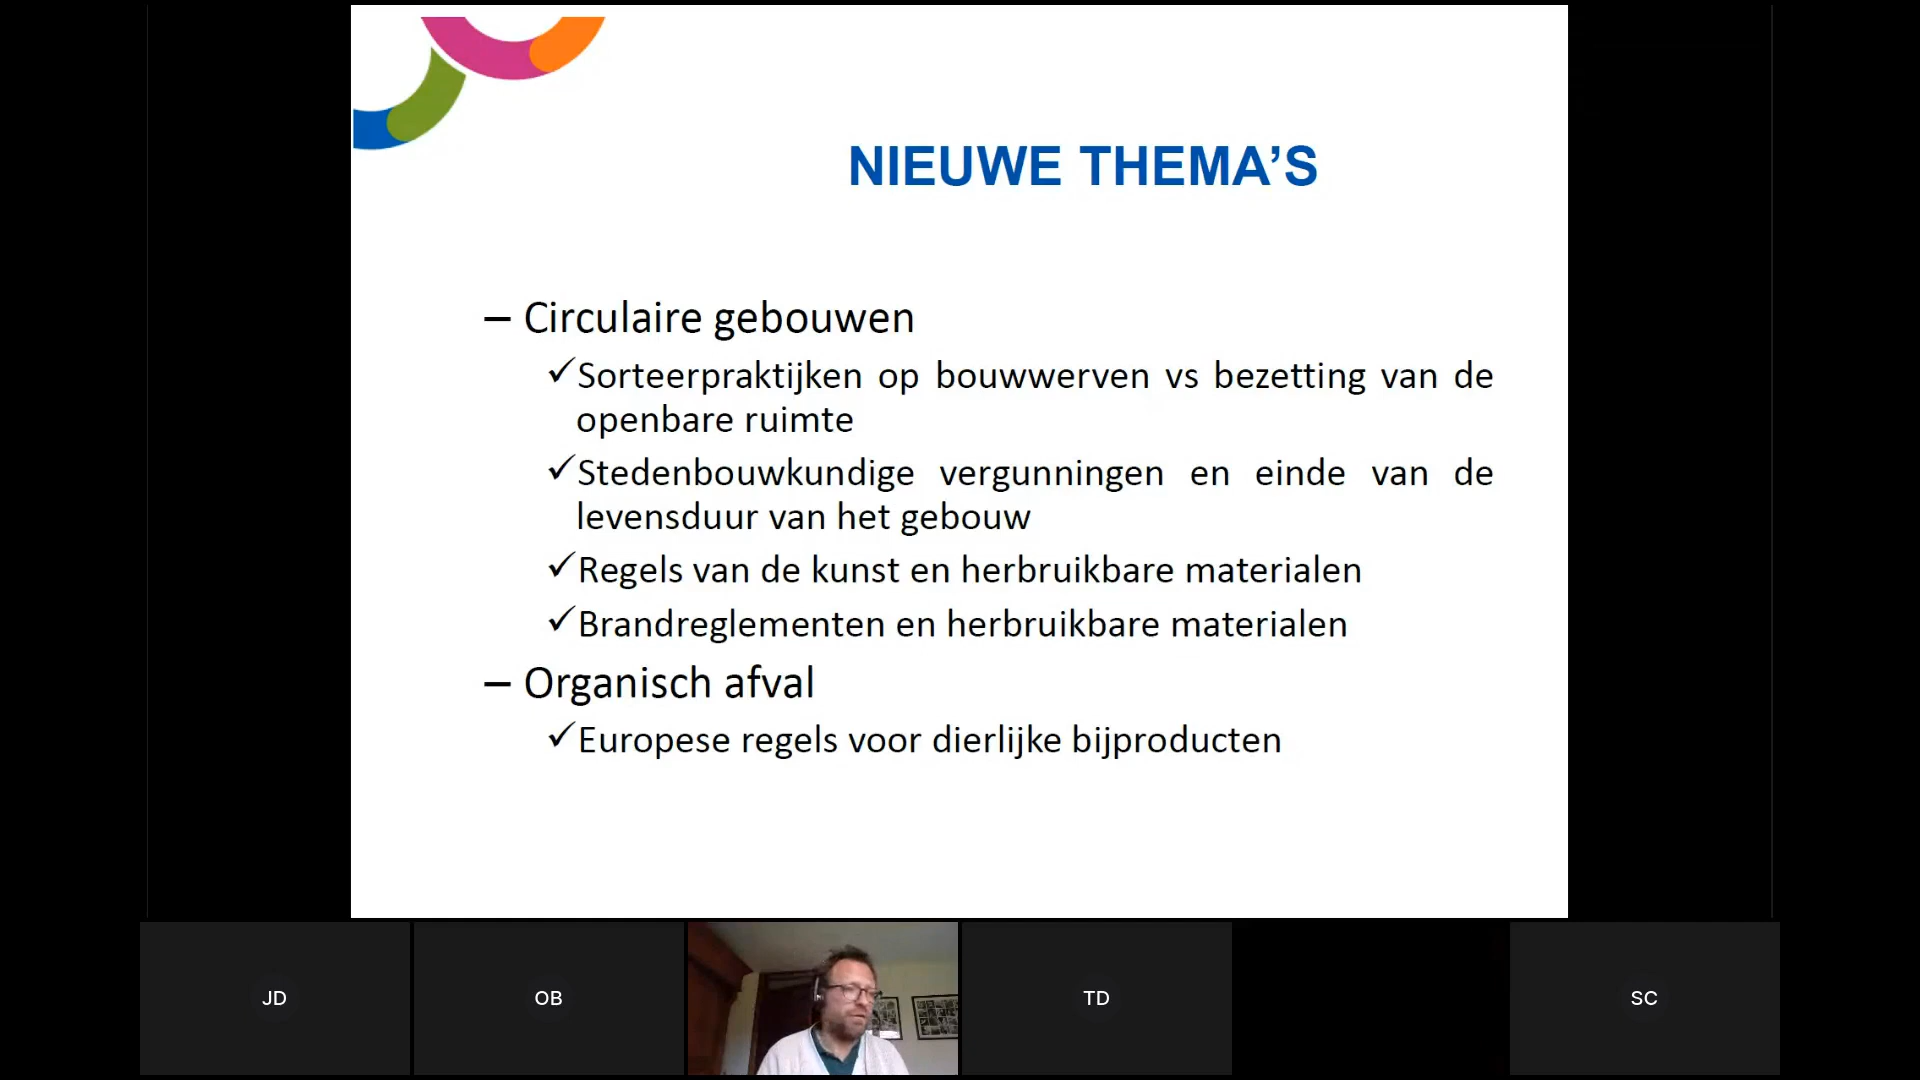 NIEUWE THEMA’S
– Circulaire gebouwen
✓Sorteerpraktijken op bouwwerven vs bezetting van de
openbare ruimte
✓Stedenbouwkundige vergunningen en einde van de
levensduur van het gebouw
✓Regels van de kunst en herbruikbare materialen
✓Brandreglementen en herbruikbare materialen
– Organisch afval
✓Europese regels voor dierlijke bijproducten
JD
OB
TD
SC